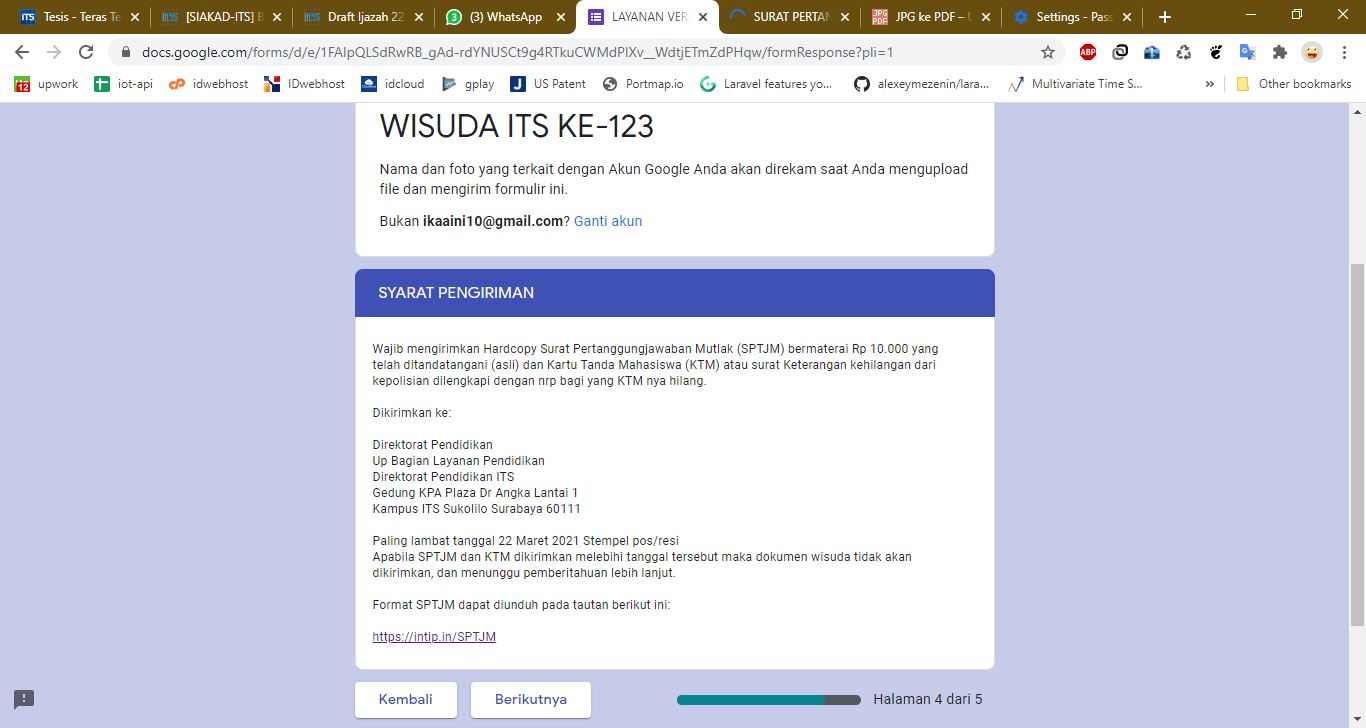 Tesis - Teras Te
[SIAKAD-ITS] B
Draft Ijazah 22
(3) WhatsApp
LAYANAN VER
SURAT PERTAN
JPG ke PDF – U
Settings - Pass
docs.google.com/forms/d/e/1FAIpQLSdRwRB_gAd-rdYNUSCt9g4RTkuCWMdPIXv__WdtjETmZdPHqw/formResponse?pli=1
upwork
iot-api
idwebhost
IDwebhost
idcloud
gplay
US Patent
Portmap.io
Laravel features yo...
alexeymezenin/lara...
Multivariate Time S...
»
Other bookmarks
WISUDA ITS KE-123
Nama dan foto yang terkait dengan Akun Google Anda akan direkam saat Anda mengupload
file dan mengirim formulir ini.
Bukan ikaaini10@gmail.com? Ganti akun
SYARAT PENGIRIMAN
Wajib mengirimkan Hardcopy Surat Pertanggungjawaban Mutlak (SPTJM) bermaterai Rp 10.000 yang
telah ditandatangani (asli) dan Kartu Tanda Mahasiswa (KTM) atau surat Keterangan kehilangan dari
kepolisian dilengkapi dengan nrp bagi yang KTM nya hilang.
Dikirimkan ke:
Direktorat Pendidikan
Up Bagian Layanan Pendidikan
Direktorat Pendidikan ITS
Gedung KPA Plaza Dr Angka Lantai 1
Kampus ITS Sukolilo Surabaya 60111
Paling lambat tanggal 22 Maret 2021 Stempel pos/resi
Apabila SPTJM dan KTM dikirimkan melebihi tanggal tersebut maka dokumen wisuda tidak akan
dikirimkan, dan menunggu pemberitahuan lebih lanjut.
Format SPTJM dapat diunduh pada tautan berikut ini:
https://intip.in/SPTJM
Kembali
Berikutnya
Halaman 4 dari 5